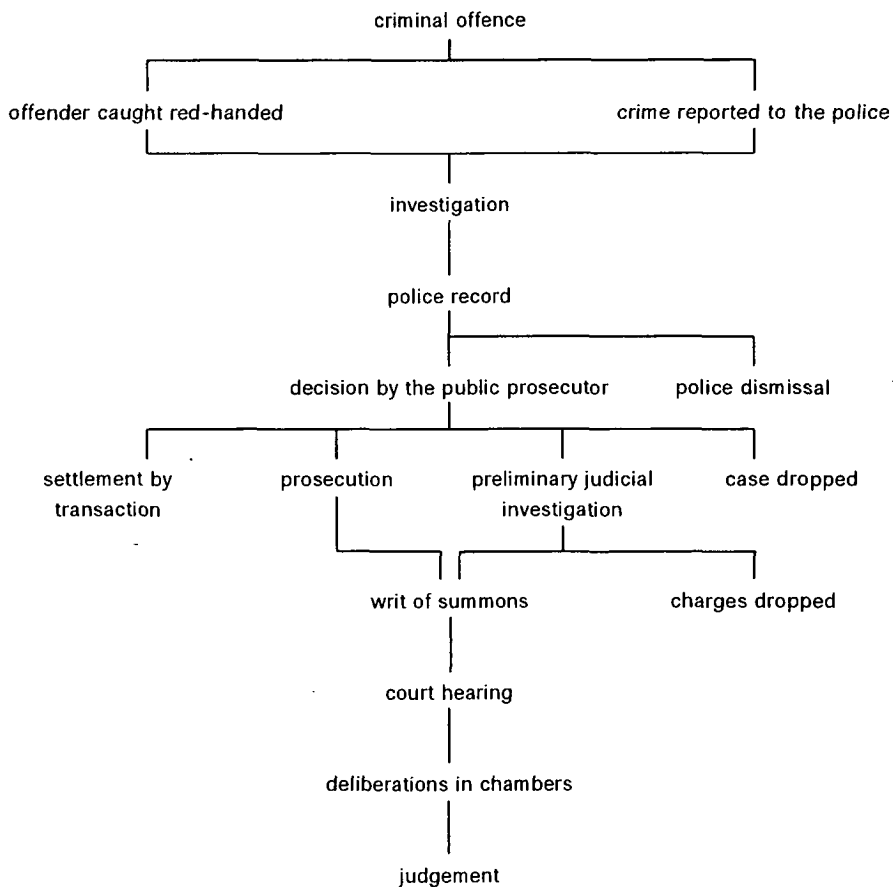 criminal offence
offender caught red-handed
crime reported to the police
investigation
police record
decision by the public prosecutor
police dismissal
settlement by
transaction
prosecution
preliminary judicial
investigation
case dropped
writ of summons
charges dropped
court hearing
deliberations in chambers
judgement